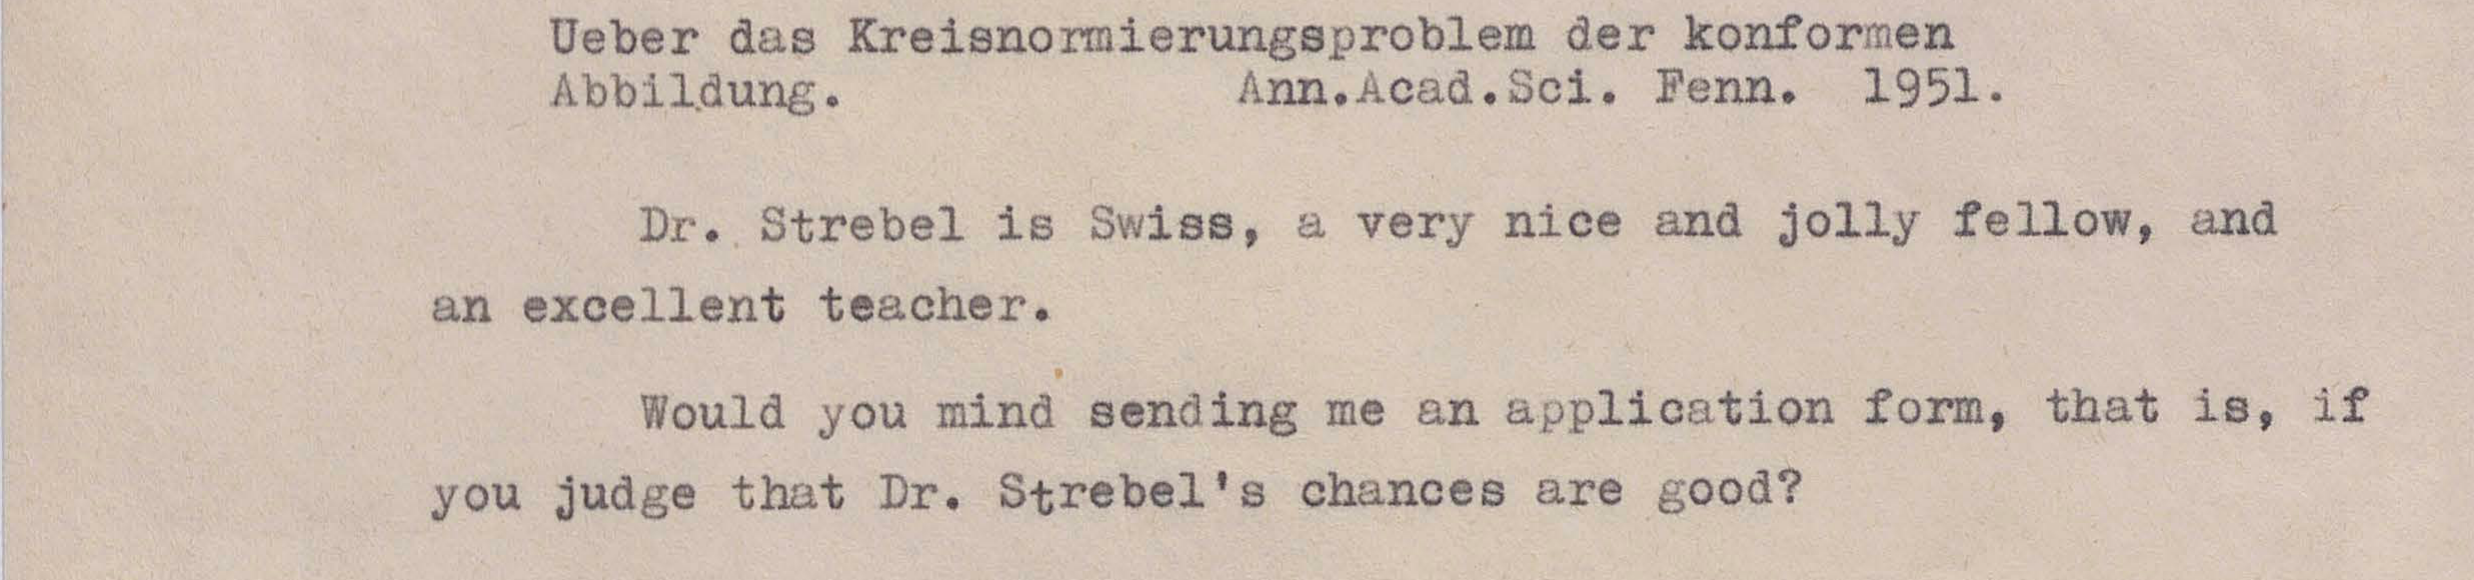 Ueber das Kreisnormierungsproblem der konformen
Abbildung. Ann.Acad.Sci. Fenn. 1951.
Dr. Strebel is Swiss, a very nice and jolly fellow, and
an excellent teacher.
Would you mind sending me an application form, that is, if
you judge that Dr. Strebel's chances are good?